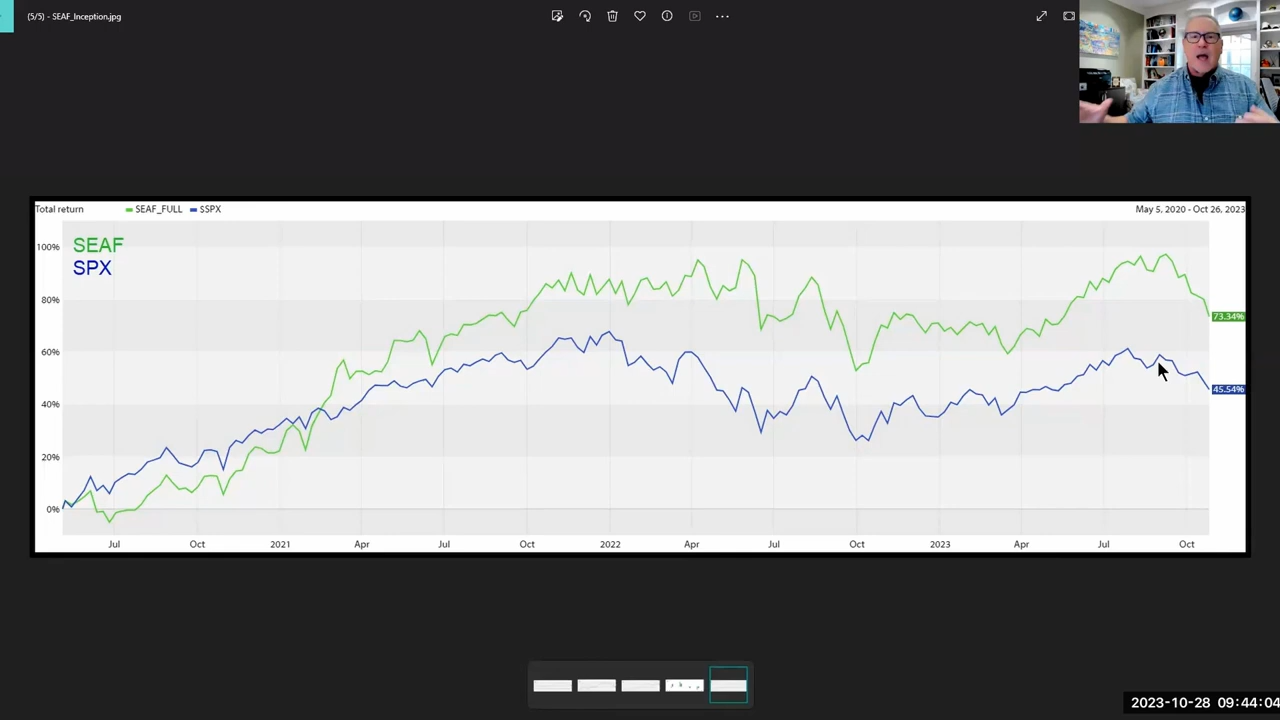 (5/5) - SEAF_Inception.jpg
Total return SEAF_FULL $SPX May 5, 2020 - Oct 26, 2023
SEAF
SPX
100%
80%
60%
40%
20%
0%
73.34%
45.54%
Jul Oct 2021 Apr Jul Oct 2022 Apr Jul Oct 2023 Apr Jul Oct
2023-10-28 09:44:04